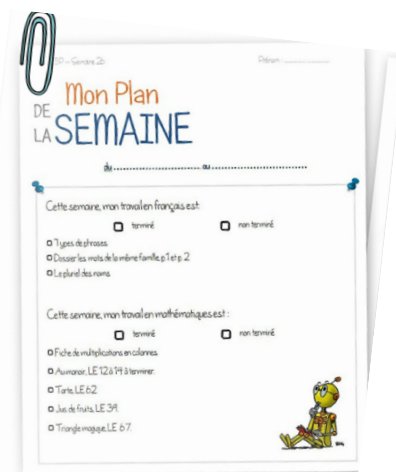 5P - Semaine 26
Prénom :
Mon Plan
DE
LA SEMAINE
du ........................ au ........................
Cette semaine, mon travail en français est :
terminé non terminé
Types de phrases.
Dossier les mots de la même famille, p. 1 et p. 2
Le pluriel des noms.
Cette semaine, mon travail en mathématiques est :
terminé non terminé
Fiche de multiplications en colonnes.
Au manoir, LE 12 à 14 à terminer.
Tarte, LE 62.
Jus de fruits, LE 39.
Triangle magique, LE 67.